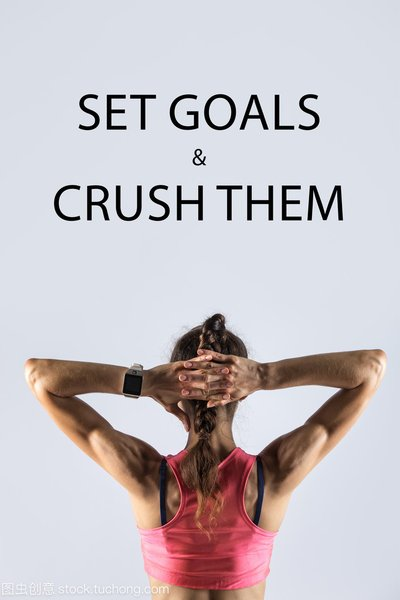 SET GOALS
&
CRUSH THEM
图虫创意 stock.tuchong.com